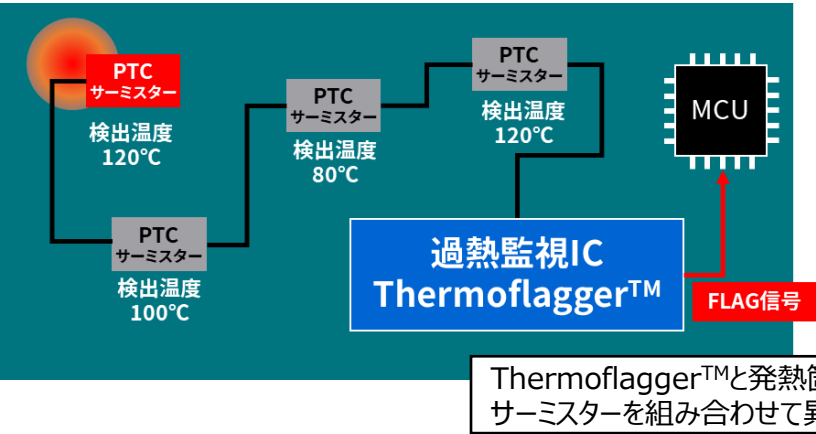 PTC
サーミスター
検出温度
120℃
PTC
サーミスター
検出温度
100℃
PTC
サーミスター
検出温度
80℃
PTC
サーミスター
検出温度
120℃
MCU
過熱監視IC
Thermoflagger™
FLAG信号
Thermoflagger™と発熱箇
サーミスターを組み合わせて異